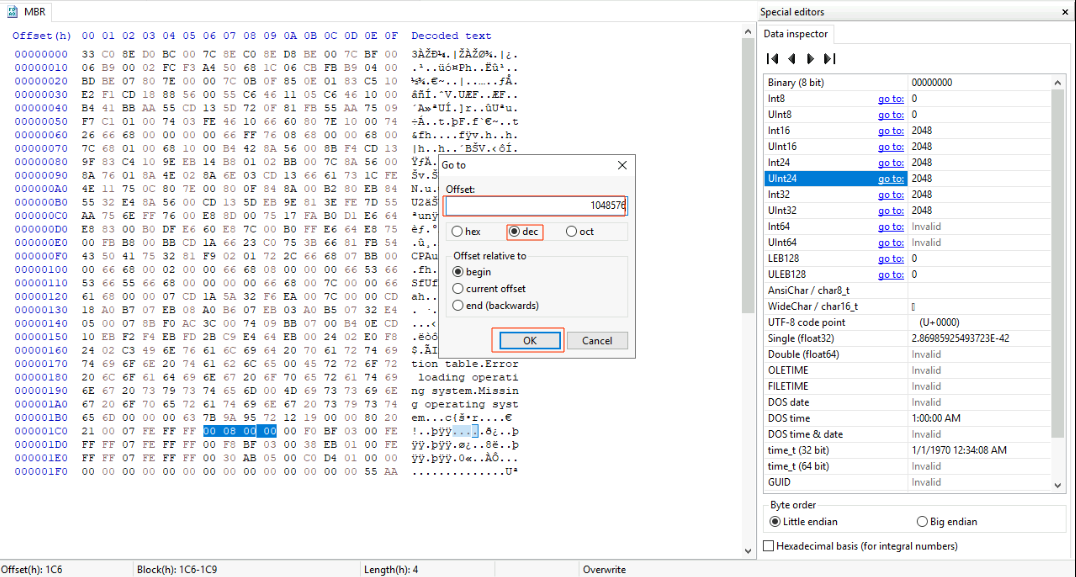 MBR
Offset(h) 00 01 02 03 04 05 06 07 08 09 0A 0B 0C 0D 0E 0F Decoded text
00000000 33 C0 8E D0 BC 00 7C 8E C0 8E D8 BE 00 7C BF 00 3ÀŽÐ¼.|ŽÀŽØ¾.|¿.
00000010 06 B9 00 02 FC F3 A4 50 68 1C 06 CB FB B9 04 00 .¹..üó¤Ph..Ëû¹..
00000020 BD BE 07 80 7E 00 00 7C 0B 0F 85 0E 01 83 C5 10 ½¾.€~..|..….ƒÅ.
00000030 E2 F1 CD 18 88 56 00 55 C6 46 11 05 C6 46 10 00 âñÍ.ˆV.UÆF..ÆF..
00000040 B4 41 BB AA 55 CD 13 5D 72 0F 81 FB 55 AA 75 09 ´A»ªUÍ.]r..ûUªu.
00000050 F7 C1 01 00 74 03 FE 46 10 66 60 80 7E 10 00 74 ÷Á..t.þF.f`€~..t
00000060 26 66 68 00 00 00 00 66 FF 76 08 68 00 00 68 00 &fh....fÿv.h..h.
00000070 7C 68 01 00 68 10 00 B4 42 8A 56 00 8B F4 CD 13 |h..h..´BŠV.‹ôÍ.
00000080 9F 83 C4 10 9E EB 14 B8 01 02 BB 00 7C 8A 56 00 ŸƒÄ.
00000090 8A 76 01 8A 4E 02 8A 6E 03 CD 13 66 61 73 1C FE Šv.Š
000000A0 4E 11 75 0C 80 7E 00 80 0F 84 8A 00 B2 80 EB 84 N.u.
000000B0 55 32 E4 8A 56 00 CD 13 5D EB 9E 81 3E FE 7D 55 U2äŠ
000000C0 AA 75 6E FF 76 00 E8 8D 00 75 17 FA B0 D1 E6 64 ªunÿ
000000D0 E8 83 00 B0 DF E6 60 E8 7C 00 B0 FF E6 64 E8 75 èƒ.°
000000E0 00 FB B8 00 BB CD 1A 66 23 C0 75 3B 66 81 FB 54 .û¸.
000000F0 43 50 41 75 32 81 F9 02 01 72 2C 66 68 07 BB 00 CPAu
00000100 00 66 68 00 02 00 00 66 68 08 00 00 00 66 53 66 .fh.
00000110 53 66 55 66 68 00 00 00 00 66 68 00 7C 00 00 66 SfUf
00000120 61 68 00 00 07 CD 1A 5A 32 F6 EA 00 7C 00 00 CD ah..
00000130 18 A0 B7 07 EB 08 A0 B6 07 EB 03 A0 B5 07 32 E4 . ·.
00000140 05 00 07 8B F0 AC 3C 00 74 09 BB 07 00 B4 0E CD ...‹
00000150 10 EB F2 F4 EB FD 2B C9 E4 64 EB 00 24 02 E0 F8 .ëòôëý+Éädë.$.àø
00000160 24 02 C3 49 6E 76 61 6C 69 64 20 70 61 72 74 69 $.ÃInvalid parti
00000170 74 69 6F 6E 20 74 61 62 6C 65 00 45 72 72 6F 72 tion table.Error
00000180 20 6C 6F 61 64 69 6E 67 20 6F 70 65 72 61 74 69 loading operati
00000190 6E 67 20 73 79 73 74 65 6D 00 4D 69 73 73 69 6E ng system.Missin
000001A0 67 20 6F 70 65 72 61 74 69 6E 67 20 73 79 73 74 g operating syst
000001B0 65 6D 00 00 00 63 7B 9A 95 72 12 19 00 00 80 20 em...c{š•r....€
000001C0 21 00 07 FE FF FF 00 08 00 00 00 F0 BF 03 00 FE !..þÿÿ.....ð¿..þ
000001D0 FF FF 07 FE FF FF 00 F8 BF 03 00 38 EB 01 00 FE ÿÿ.þÿÿ.ø¿..8ë..þ
000001E0 FF FF 07 FE FF FF 00 30 AB 05 00 C0 D4 01 00 00 ÿÿ.þÿÿ.0«..ÀÔ...
000001F0 00 00 00 00 00 00 00 00 00 00 00 00 00 00 55 AA ..............Uª
Go to
Offset:
1048576
hex dec oct
Offset relative to
begin
current offset
end (backwards)
OK Cancel
Special editors
Data inspector
Binary (8 bit) 00000000
Int8 go to: 0
UInt8 go to: 0
Int16 go to: 2048
UInt16 go to: 2048
Int24 go to: 2048
UInt24 go to: 2048
Int32 go to: 2048
UInt32 go to: 2048
Int64 go to: Invalid
UInt64 go to: Invalid
LEB128 go to: 0
ULEB128 go to: 0
AnsiChar / char8_t
WideChar / char16_t
UTF-8 code point (U+0000)
Single (float32) 2.86985925493723E-42
Double (float64) Invalid
OLETIME Invalid
FILETIME Invalid
DOS date Invalid
DOS time 1:00:00 AM
DOS time & date Invalid
time_t (32 bit) 1/1/1970 12:34:08 AM
time_t (64 bit) Invalid
GUID Invalid
Byte order
Little endian Big endian
Hexadecimal basis (for integral numbers)
Offset(h): 1C6 Block(h): 1C6-1C9 Length(h): 4 Overwrite